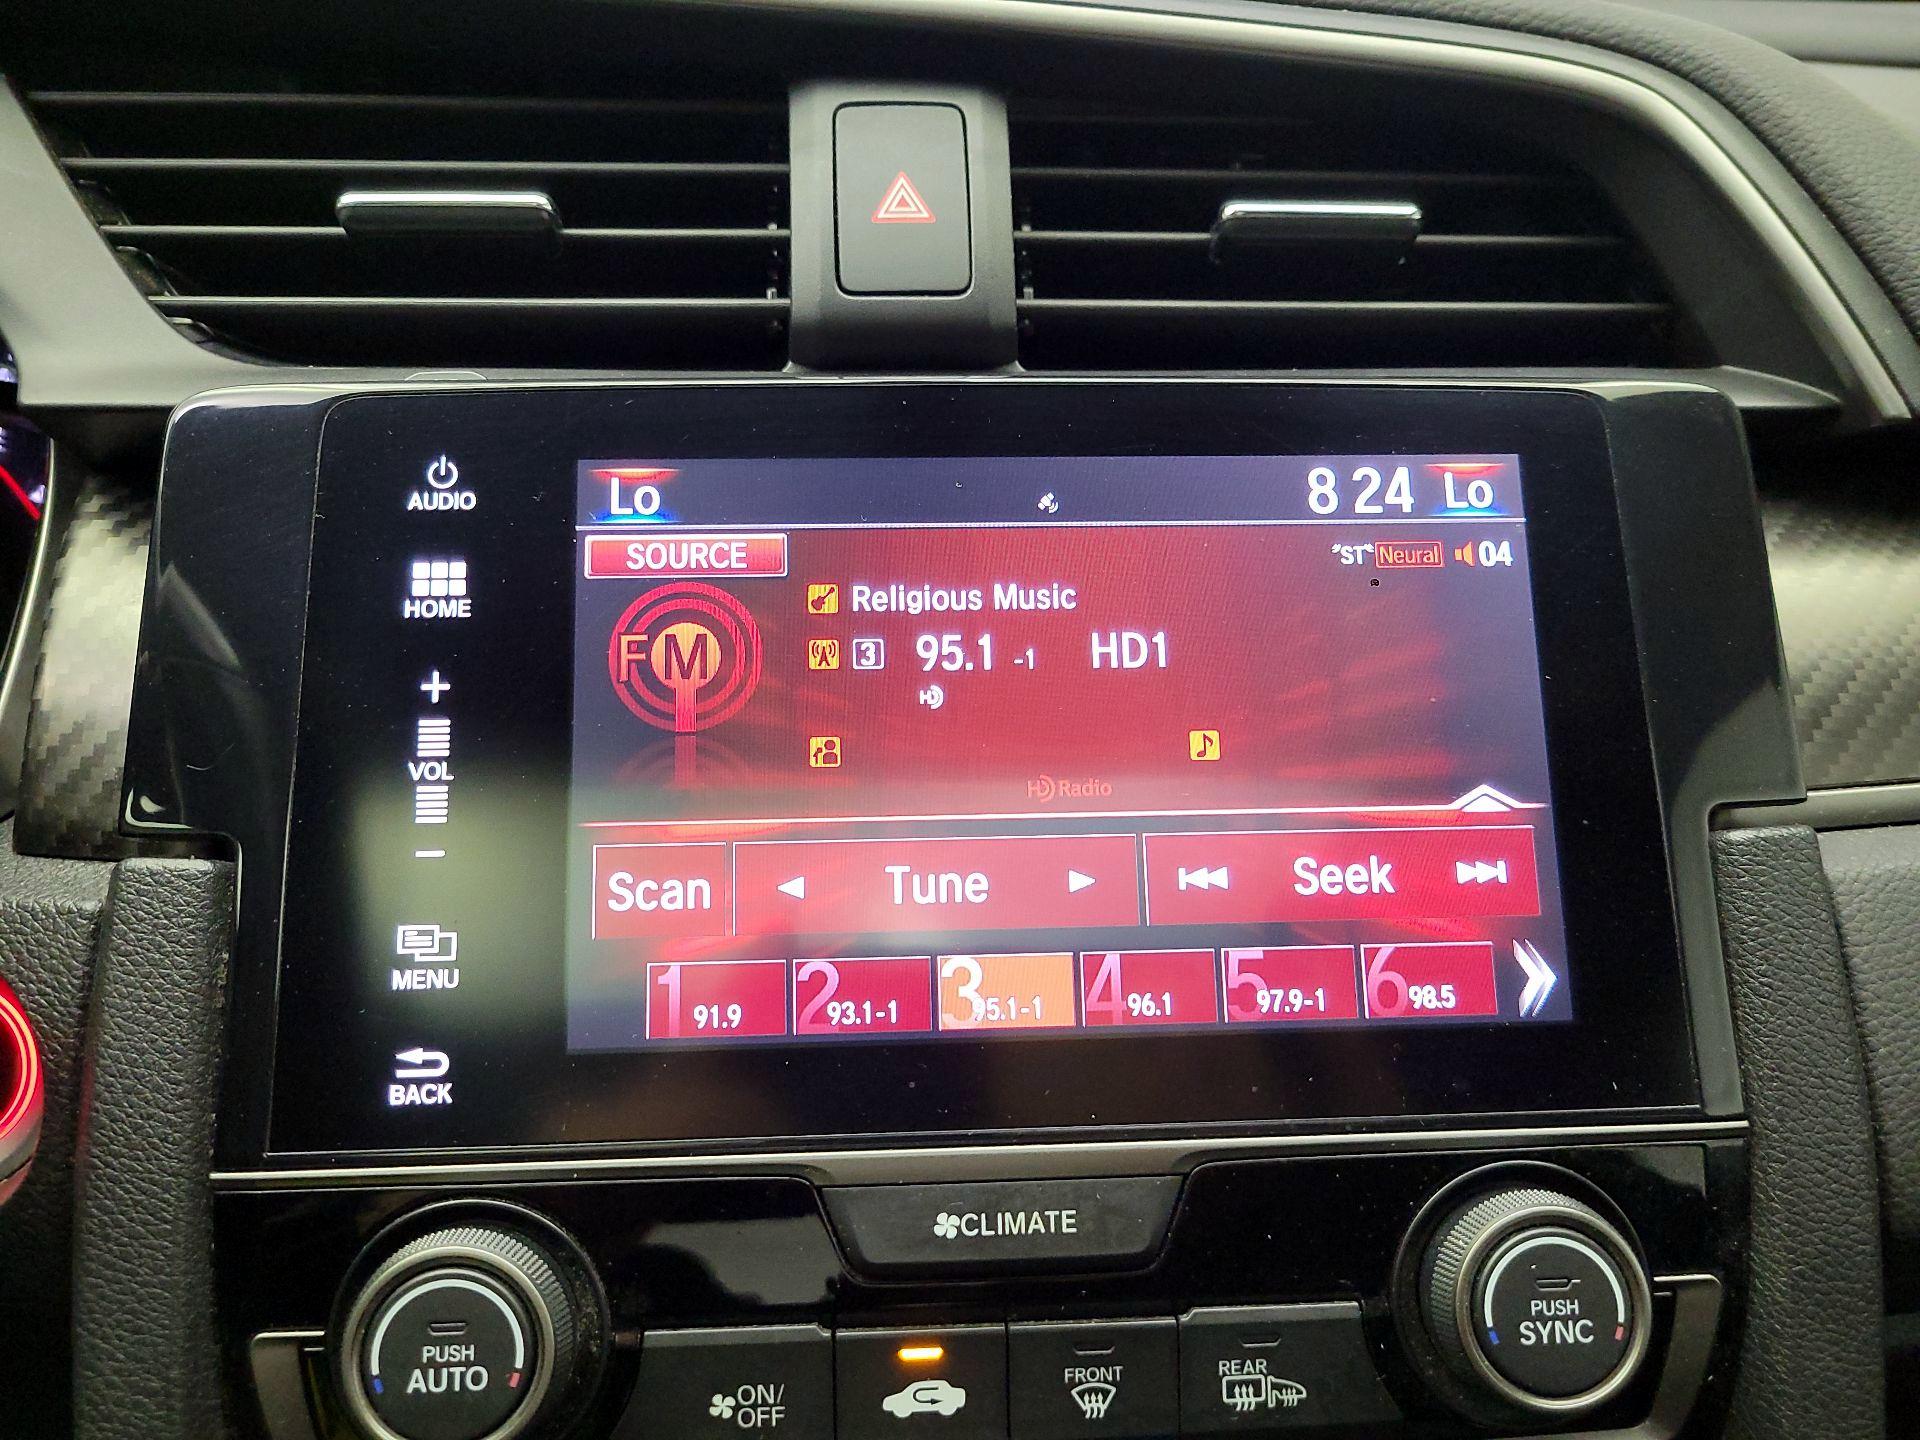 AUDIO
HOME
+
VOL
-
MENU
BACK
Lo 8 24 Lo
SOURCE "ST" Neural 04
FM
Religious Music
3 95.1 -1 HD1
HD
HD Radio
Scan Tune Seek
1 91.9 2 93.1-1 3 95.1-1 4 96.1 5 97.9-1 6 98.5
CLIMATE
PUSH
AUTO
ON/
OFF
FRONT
REAR
PUSH
SYNC